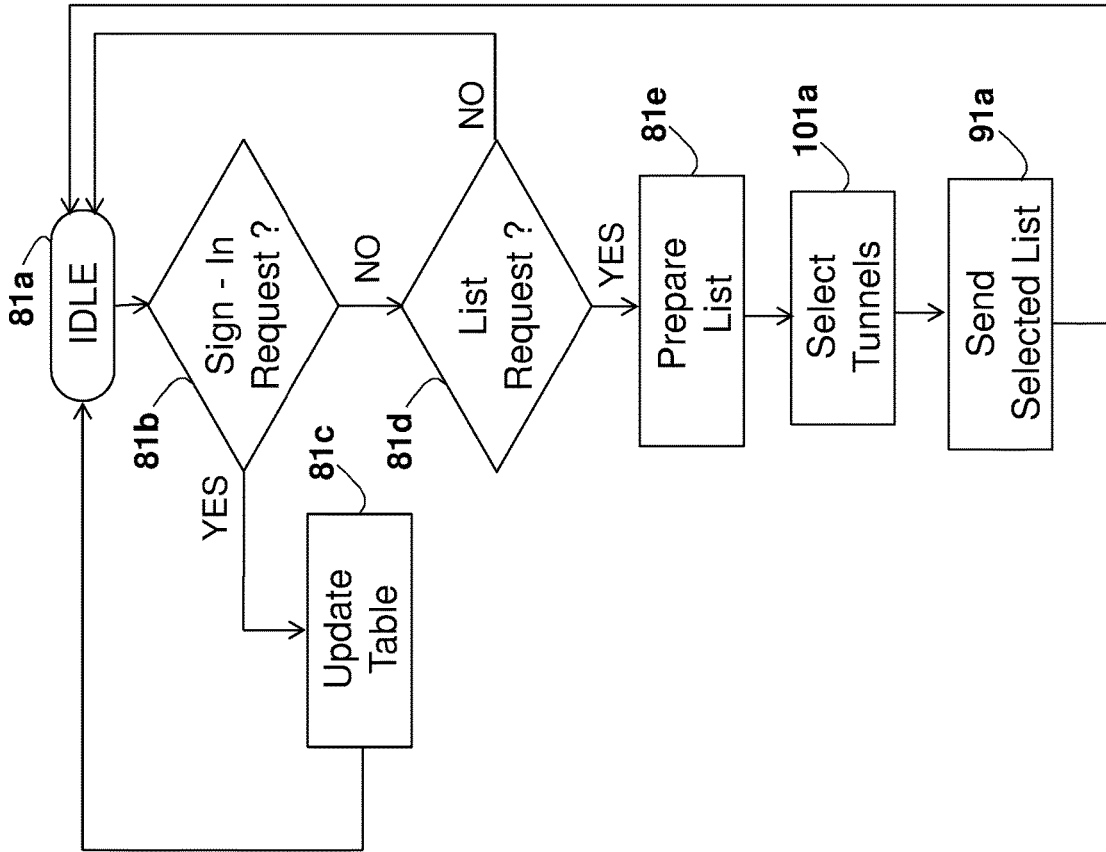 81a
IDLE
81b
Sign - In
Request ?
YES
NO
81c
Update
Table
81d
List
Request ?
NO
YES
81e
Prepare
List
101a
Select
Tunnels
91a
Send
Selected List